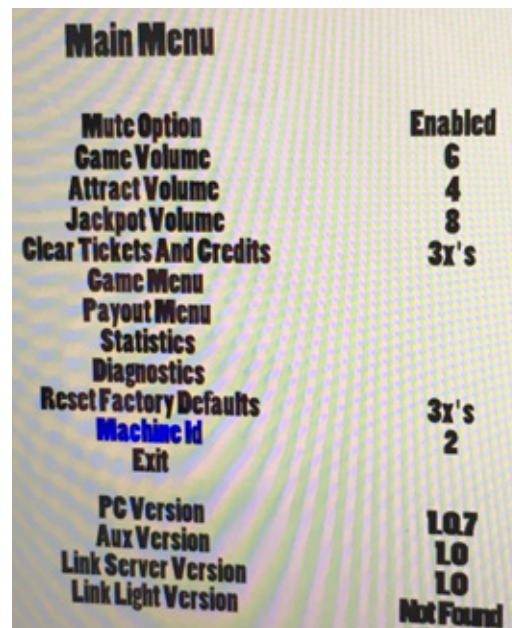 Main Menu
Mute Option Enabled
Game Volume 6
Attract Volume 4
Jackpot Volume 8
Clear Tickets And Credits 3x's
Game Menu
Payout Menu
Statistics
Diagnostics
Reset Factory Defaults 3x's
Machine Id 2
Exit
PC Version 1.0.7
Aux Version 1.0
Link Server Version 1.0
Link Light Version Not Found